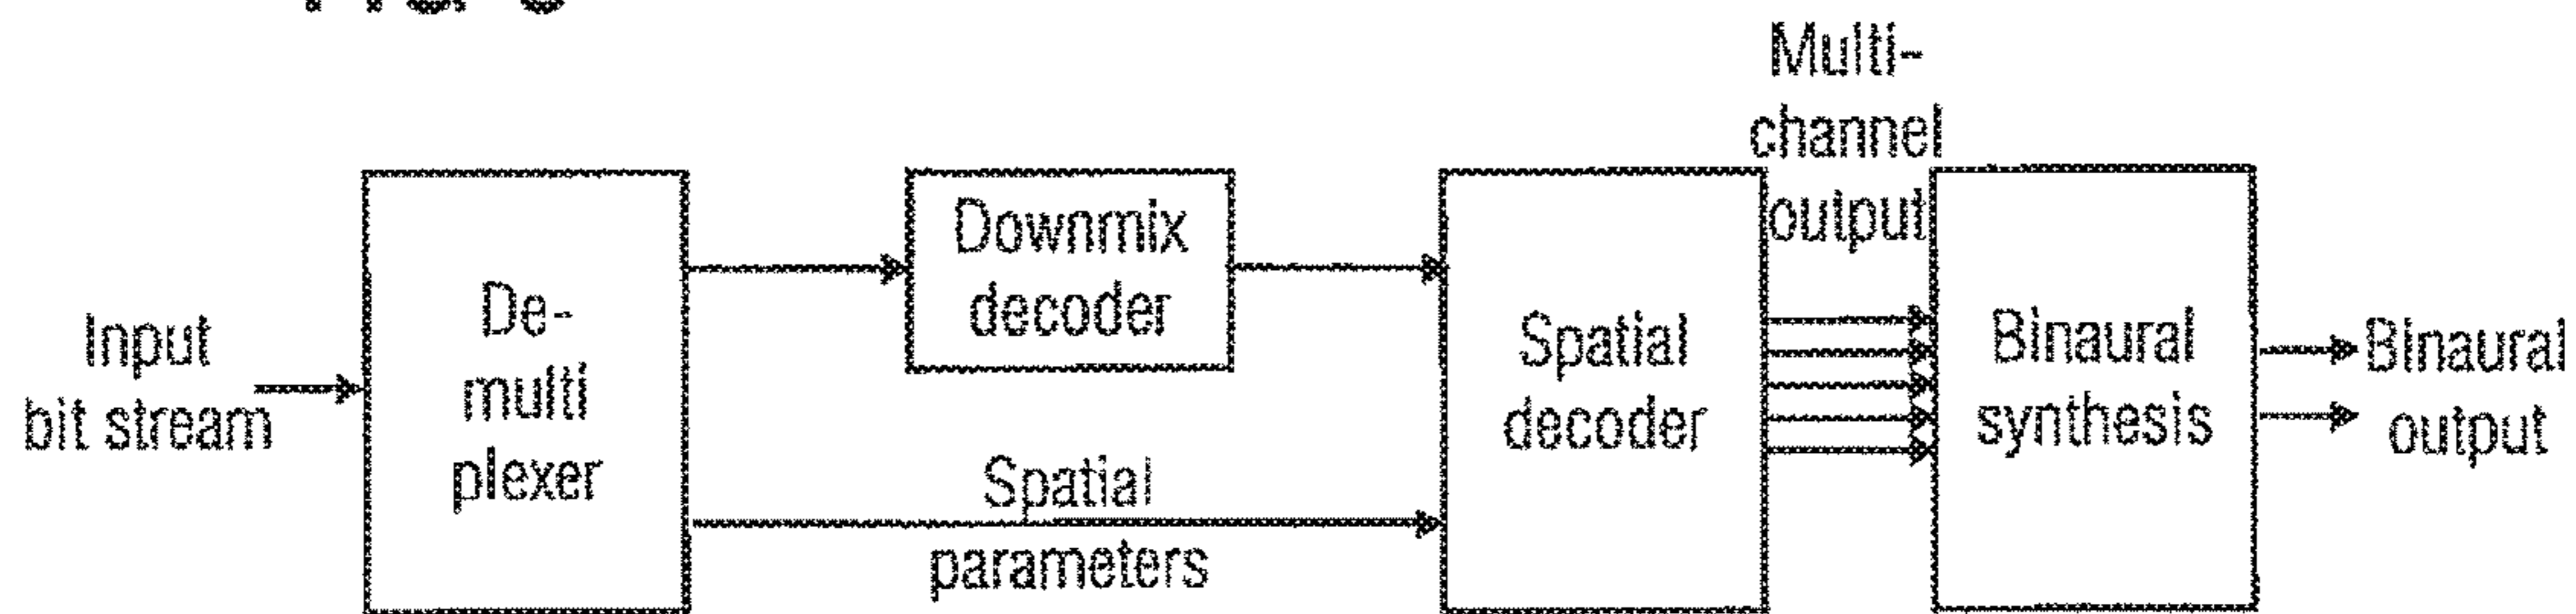 Input
bit stream
De-
multi
plexer
Downmix
decoder
Spatial
parameters
Spatial
decoder
Multi-
channel
output
Binaural
synthesis
Binaural
output